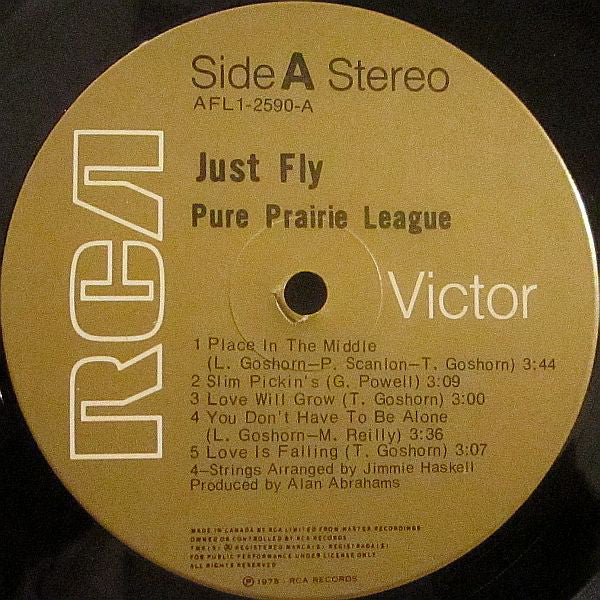 Side A Stereo
AFL1-2590-A
Just Fly
Pure Prairie League
RCA
Victor
1 Place In The Middle
(L. Goshorn—P. Scanlon—T. Goshorn) 3:44
2 Slim Pickin's (G. Powell) 3:09
3 Love Will Grow (T. Goshorn) 3:00
4 You Don't Have To Be Alone
(L. Goshorn—M. Reilly) 3:36
5 Love Is Falling (T. Goshorn) 3:07
4—Strings Arranged by Jimmie Haskell
Produced by Alan Abrahams
MADE IN CANADA BY RCA LIMITED FROM MASTER RECORDINGS
OWNED OR CONTROLLED BY RCA RECORDS
TMK(S) ® REGISTERED MARCA(S) REGISTRADA(S)
FOR PUBLIC PERFORMANCE UNDER LICENSE ONLY
ALL RIGHTS RESERVED
℗ 1978 - RCA RECORDS